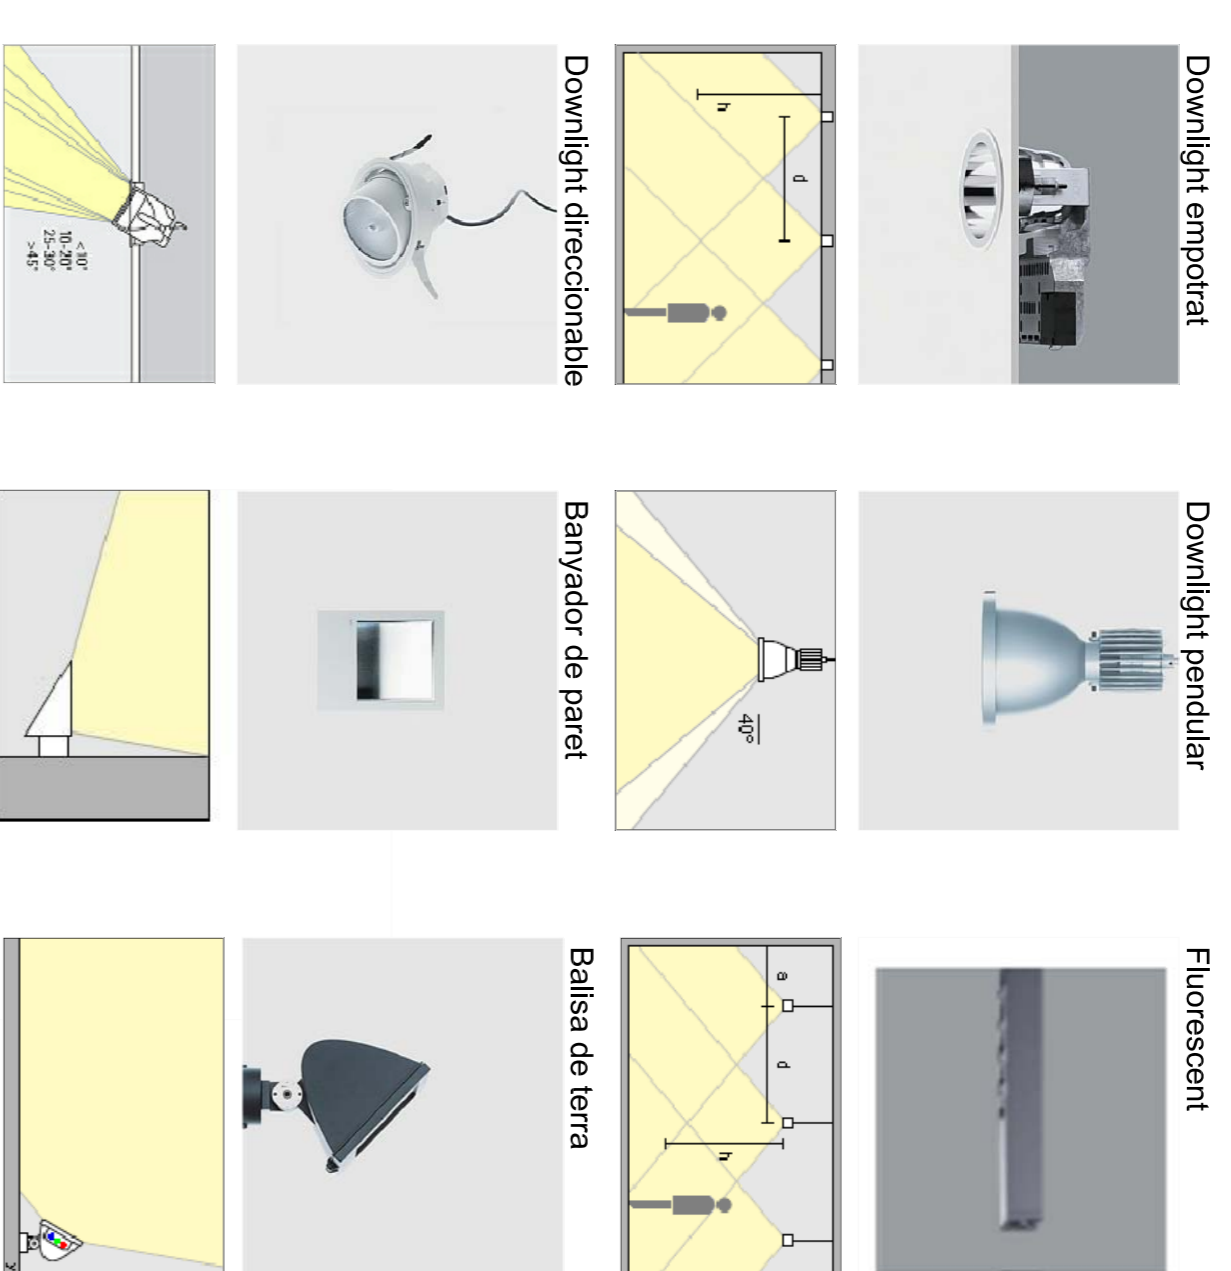 Downlight empotrat
h
d
Downlight pendular
40°
Fluorescent
a
d
h
Downlight direccionable
<10°
10-20°
25-30°
>45°
Banyador de paret
Balisa de terra